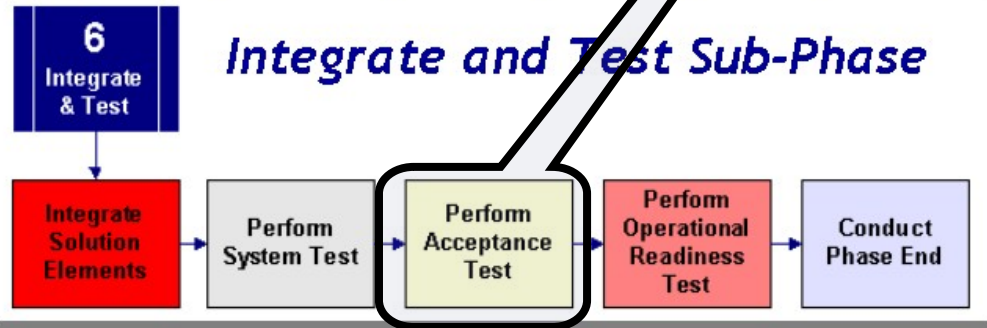 6
Integrate
& Test
Integrate and Test Sub-Phase
Integrate
Solution
Elements
Perform
System Test
Perform
Acceptance
Test
Perform
Operational
Readiness
Test
Conduct
Phase End